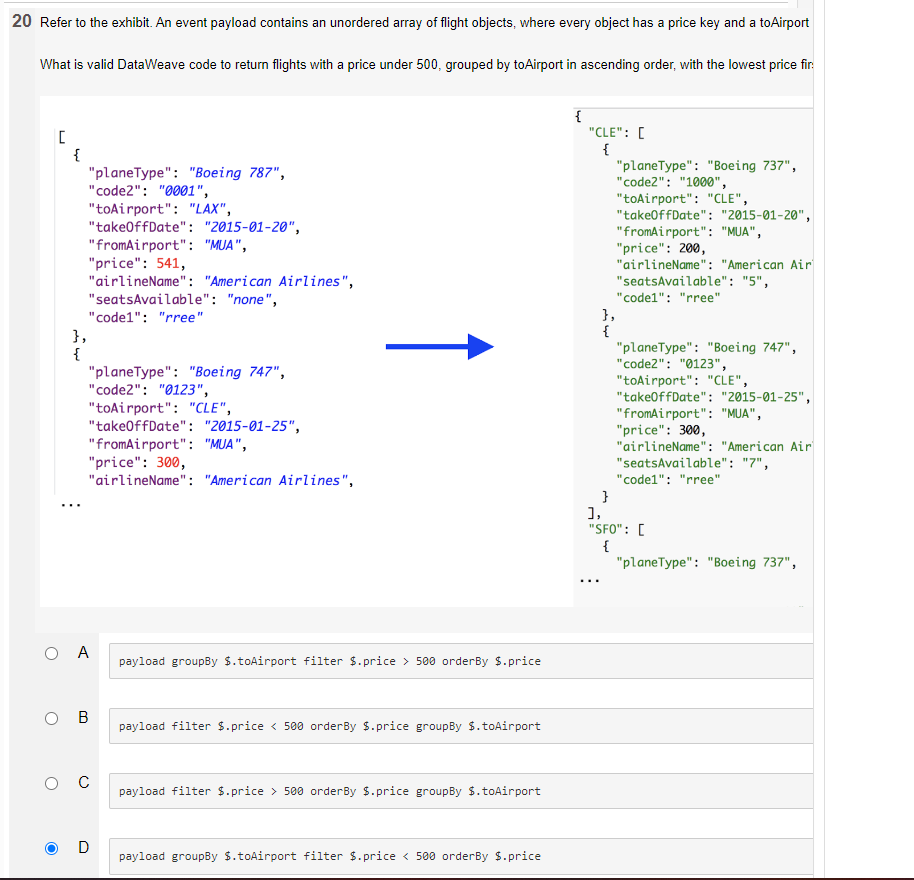 20 Refer to the exhibit. An event payload contains an unordered array of flight objects, where every object has a price key and a toAirport
What is valid DataWeave code to return flights with a price under 500, grouped by toAirport in ascending order, with the lowest price
[
{
"planeType": "Boeing 787",
"code2": "0001",
"toAirport": "LAX",
"takeOffDate": "2015-01-20",
"fromAirport": "MUA",
"price": 541,
"airlineName": "American Airlines",
"seatsAvailable": "none",
"code1": "rree"
},
{
"planeType": "Boeing 747",
"code2": "0123",
"toAirport": "CLE",
"takeOffDate": "2015-01-25",
"fromAirport": "MUA",
"price": 300,
"airlineName": "American Airlines",
...
{
"CLE": [
{
"planeType": "Boeing 737",
"code2": "1000",
"toAirport": "CLE",
"takeOffDate": "2015-01-20",
"fromAirport": "MUA",
"price": 200,
"airlineName": "American Air
"seatsAvailable": "5",
"code1": "rree"
},
{
"planeType": "Boeing 747",
"code2": "0123",
"toAirport": "CLE",
"takeOffDate": "2015-01-25",
"fromAirport": "MUA",
"price": 300,
"airlineName": "American Air
"seatsAvailable": "7",
"code1": "rree"
}
],
"SFO": [
{
"planeType": "Boeing 737",
...
A payload groupBy $.toAirport filter $.price > 500 orderBy $.price
B payload filter $.price < 500 orderBy $.price groupBy $.toAirport
C payload filter $.price > 500 orderBy $.price groupBy $.toAirport
D payload groupBy $.toAirport filter $.price < 500 orderBy $.price